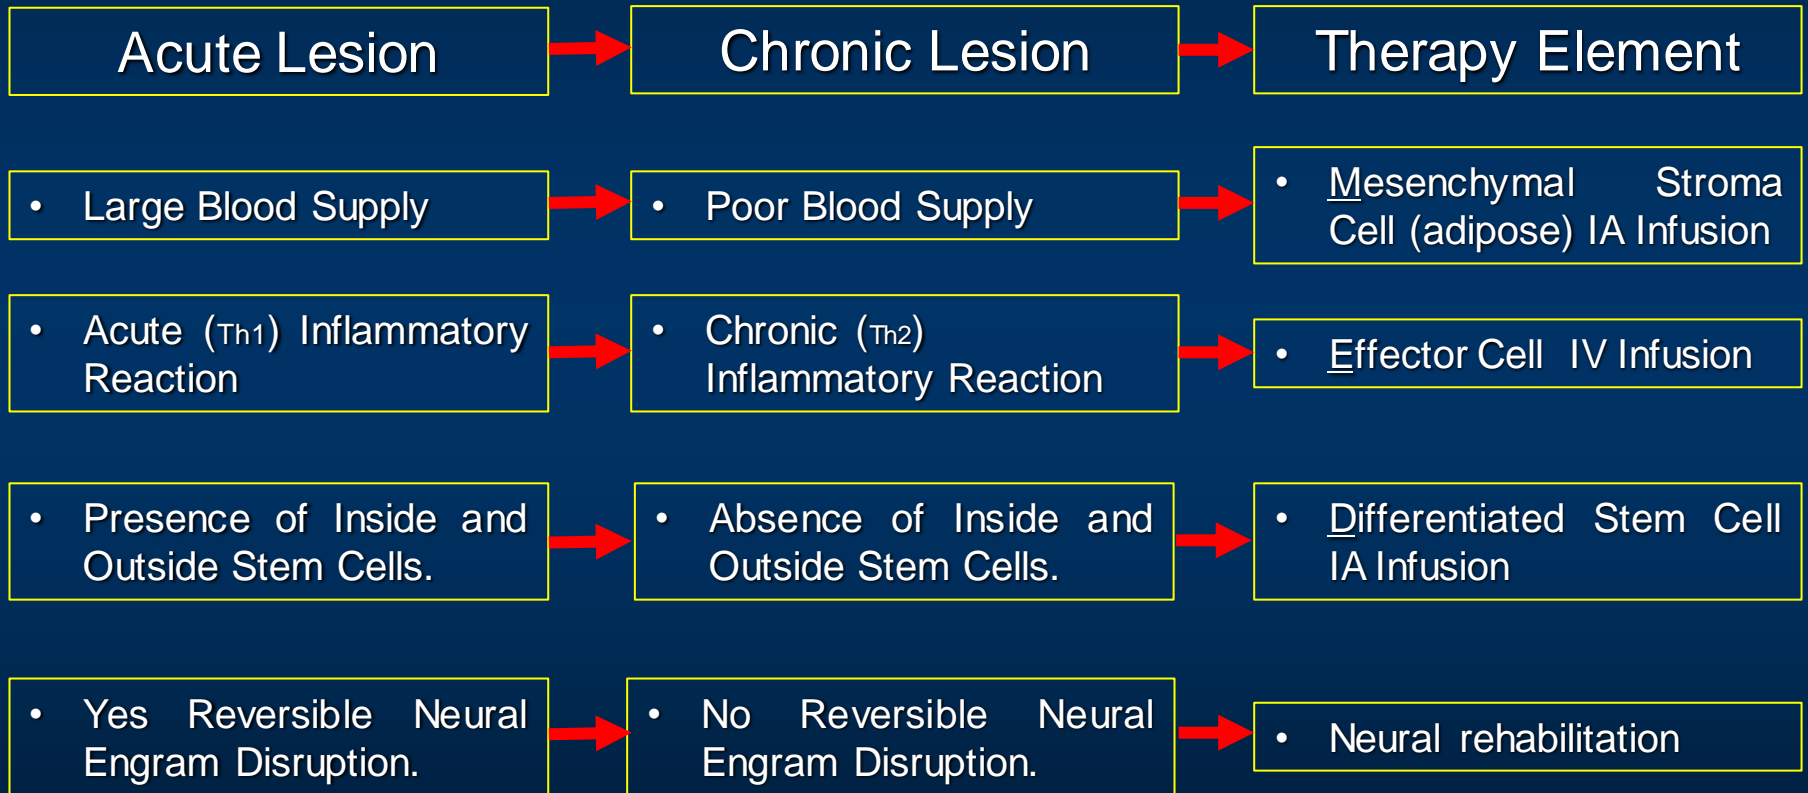 Acute Lesion
Chronic Lesion
Therapy Element
• Large Blood Supply
• Poor Blood Supply
• Mesenchymal Stroma
Cell (adipose) IA Infusion
• Acute (Th1) Inflammatory
Reaction
• Chronic (Th2)
Inflammatory Reaction
• Effector Cell IV Infusion
• Presence of Inside and
Outside Stem Cells.
• Absence of Inside and
Outside Stem Cells.
• Differentiated Stem Cell
IA Infusion
• Yes Reversible Neural
Engram Disruption.
• No Reversible Neural
Engram Disruption.
• Neural rehabilitation